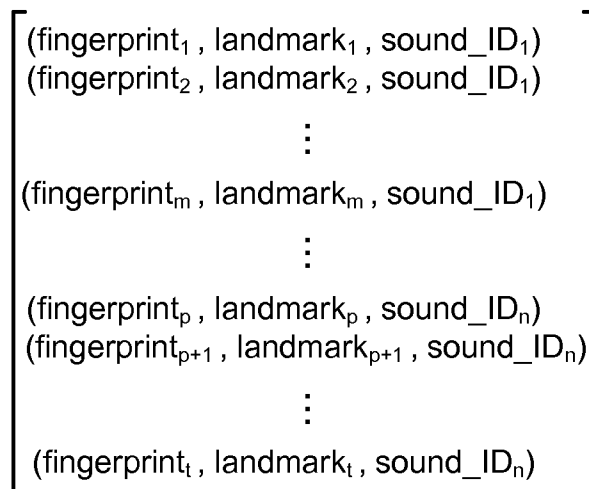 (fingerprint₁ , landmark₁ , sound_ID₁)
(fingerprint₂ , landmark₂ , sound_ID₁)
⋮
(fingerprintₘ , landmarkₘ , sound_ID₁)
⋮
(fingerprintₚ , landmarkₚ , sound_IDₙ)
(fingerprintₚ₊₁ , landmarkₚ₊₁ , sound_IDₙ)
⋮
(fingerprintₜ , landmarkₜ , sound_IDₙ)